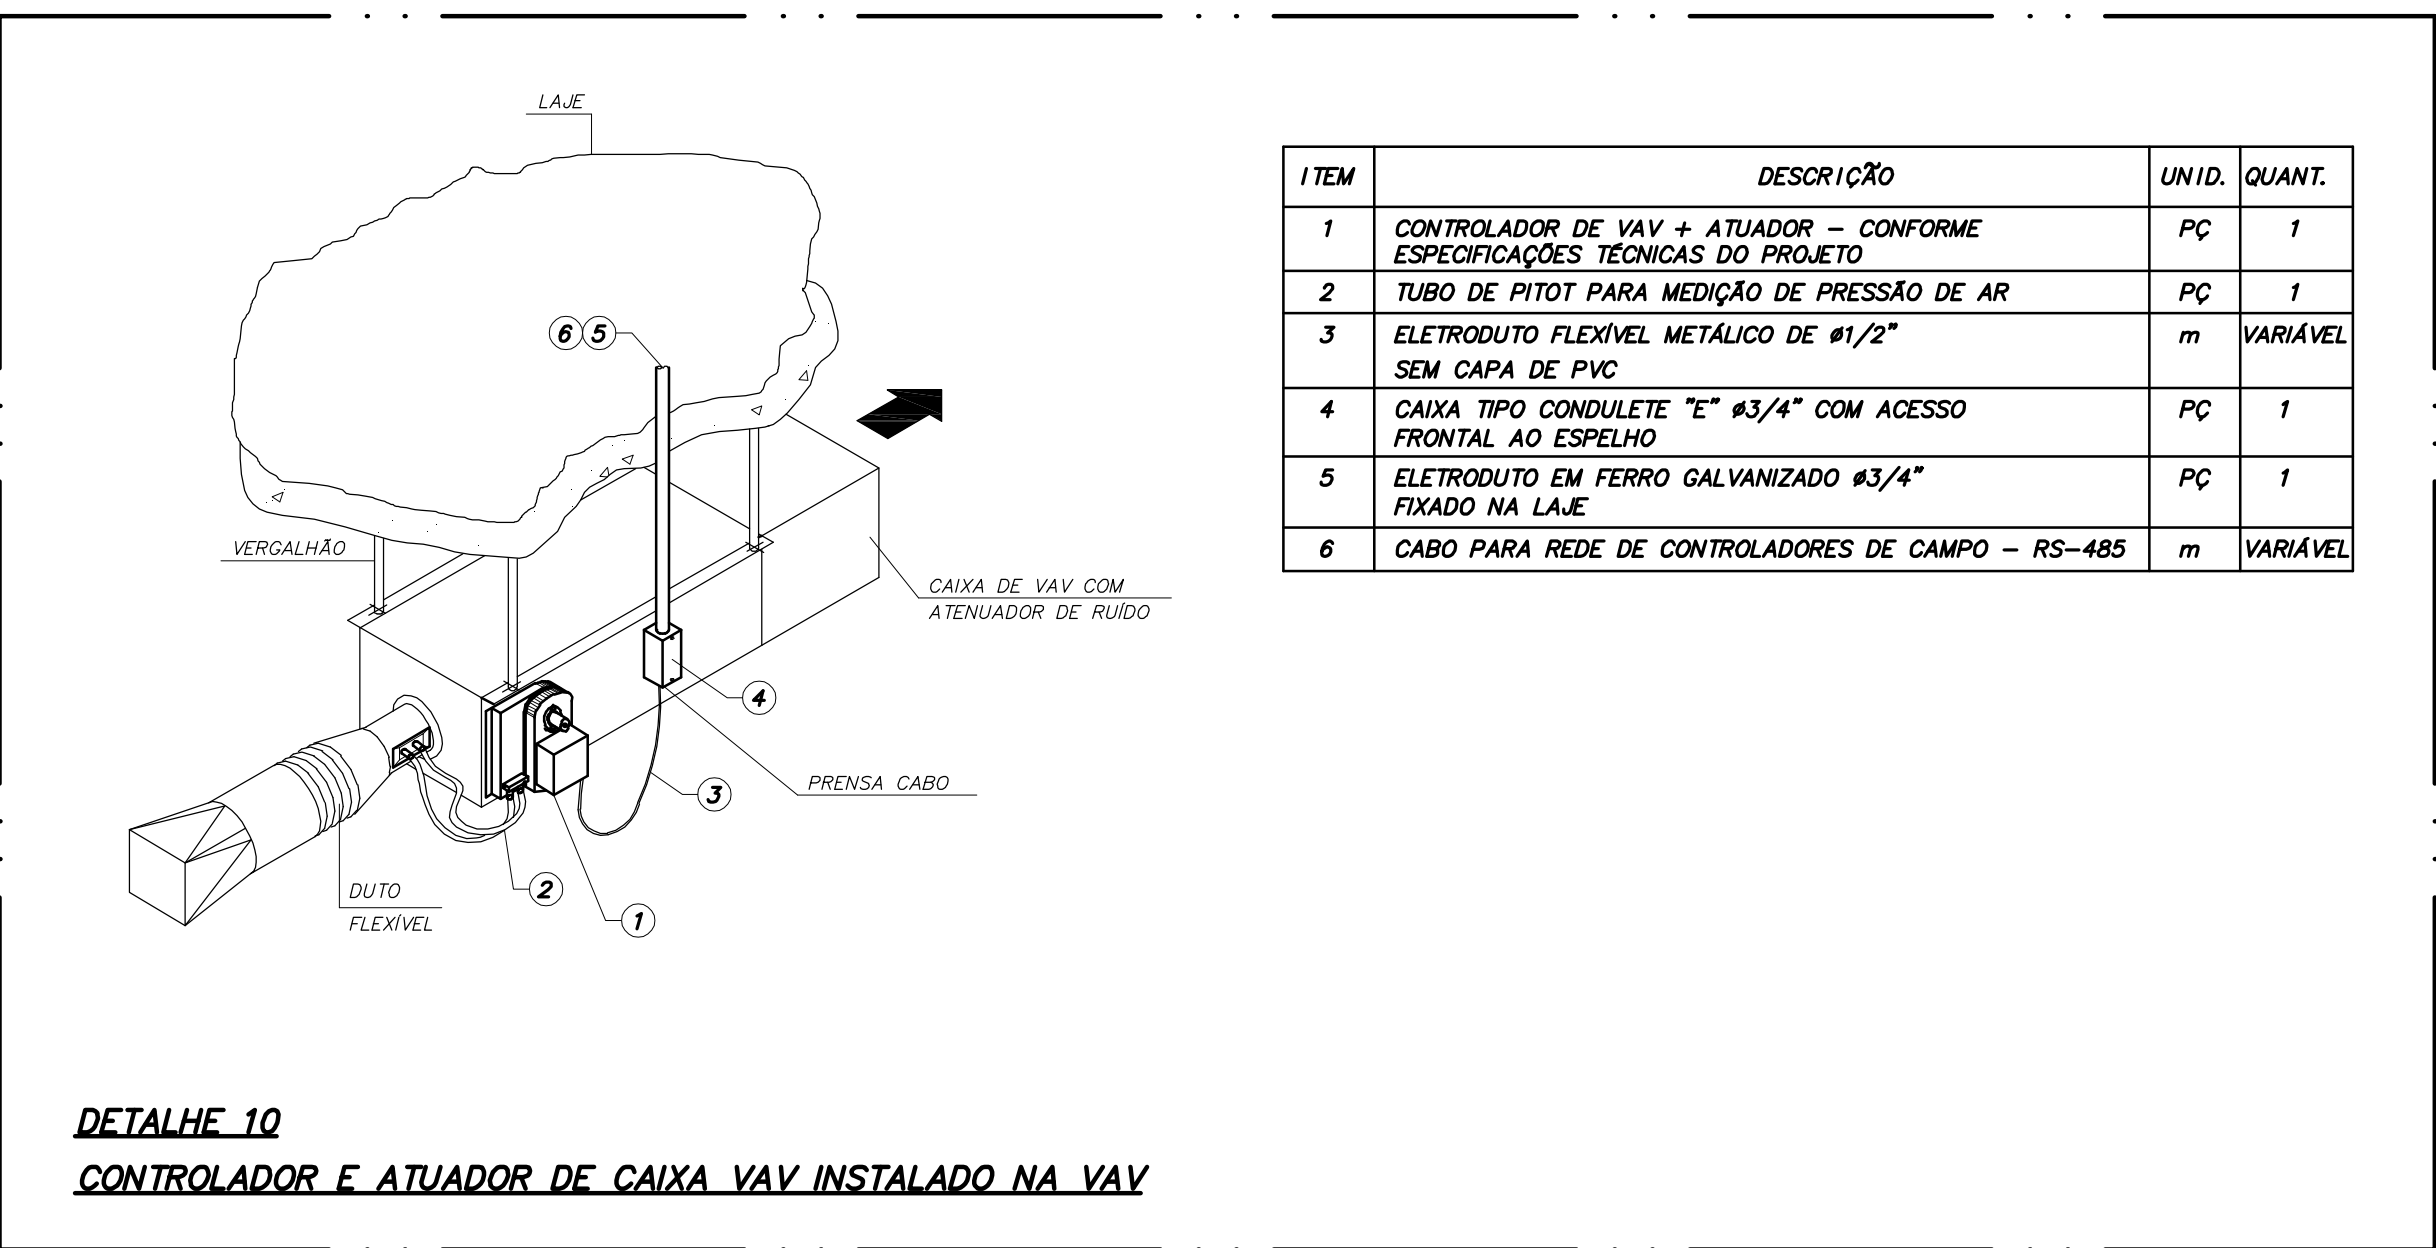 LAJE
6 5
VERGALHÃO
CAIXA DE VAV COM
ATENUADOR DE RUÍDO
4
3
PRENSA CABO
2
1
DUTO
FLEXÍVEL
ITEM DESCRIÇÃO UNID. QUANT.
1 CONTROLADOR DE VAV + ATUADOR – CONFORME PÇ 1
ESPECIFICAÇÕES TÉCNICAS DO PROJETO
2 TUBO DE PITOT PARA MEDIÇÃO DE PRESSÃO DE AR PÇ 1
3 ELETRODUTO FLEXÍVEL METÁLICO DE ø1/2" m VARIÁVEL
SEM CAPA DE PVC
4 CAIXA TIPO CONDULETE "E" ø3/4" COM ACESSO PÇ 1
FRONTAL AO ESPELHO
5 ELETRODUTO EM FERRO GALVANIZADO ø3/4" PÇ 1
FIXADO NA LAJE
6 CABO PARA REDE DE CONTROLADORES DE CAMPO – RS-485 m VARIÁVEL
DETALHE 10
CONTROLADOR E ATUADOR DE CAIXA VAV INSTALADO NA VAV